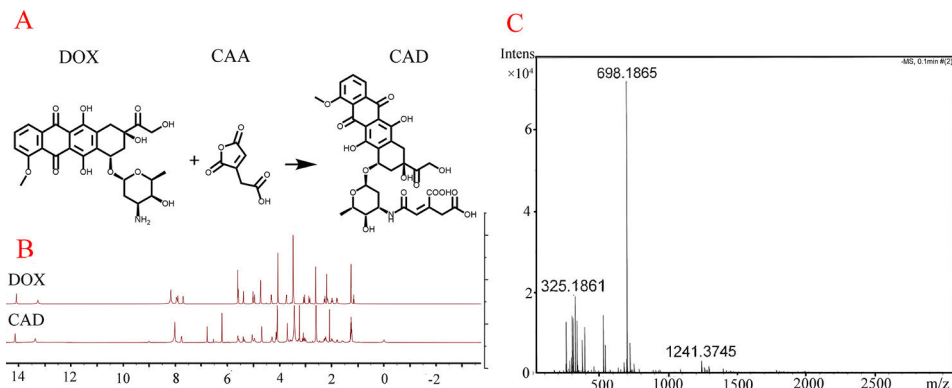 A
DOX
CAA
CAD
O
OH
O
OH
OH
OH
O
O
O
OH
O
O
OH
NH₂
+
O
O
O
O
OH
O
O
O
OH
OH
OH
OH
O
O
O
OH
N
H
O
COOHO
OH
B
DOX
CAD
14
12
10
8
6
4
2
0
-2
C
Intens
×10⁴
-MS, 0.1min #(2)
698.1865
6
4
2
0
325.1861
1241.3745
500
1000
1500
2000
2500
m/z